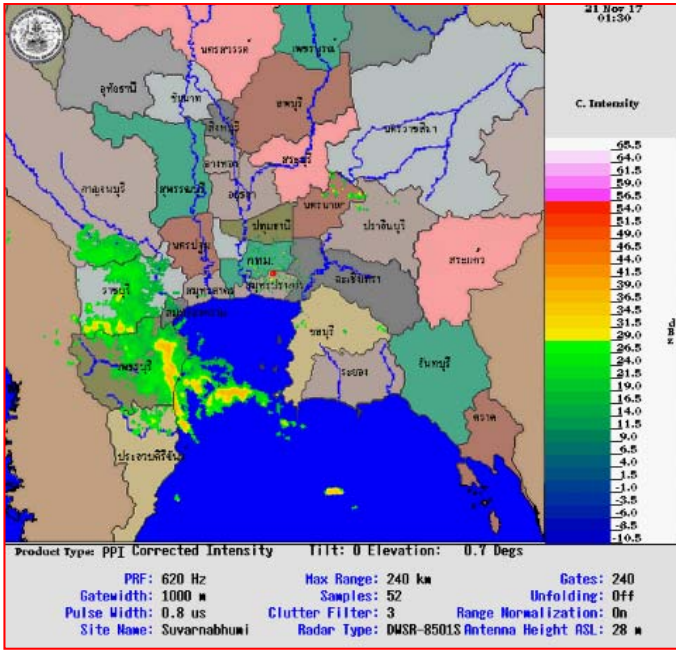 21 Nov 17
01:30
C. Intensity
นครสวรรค์
เพชรบูรณ์
อุทัยธานี
ชัยนาท
ลพบุรี
สิงห์บุรี
นครราชสีมา
อ่างทอง
สระบุรี
กาญจนบุรี
สุพรรณบุรี
อยุธยา
นครนายก
ปราจีนบุรี
ปทุมธานี
นครปฐม
กทม.
สระแก้ว
ราชบุรี
สมุทรสาคร
สมุทรปราการ
ฉะเชิงเทรา
สมุทรสงคราม
ชลบุรี
เพชรบุรี
ระยอง
จันทบุรี
ตราด
ประจวบคีรีขันธ์
65.5
64.0
61.5
59.0
56.5
54.0
51.5
49.0
46.5
44.0
41.5
39.0
36.5
34.0
31.5
29.0
26.5
24.0
21.5
19.0
16.5
14.0
11.5
9.0
6.5
4.0
1.5
-1.0
-3.5
-6.0
-8.5
-10.5
Product Type: PPI Corrected Intensity Tilt: 0 Elevation: 0.7 Degs
PRF: 620 Hz Max Range: 240 km Gates: 240
Gatewidth: 1000 m Samples: 52 Unfolding: Off
Pulse Width: 0.8 us Clutter Filter: 3 Range Normalization: On
Site Name: Suvarnabhumi Radar Type: DWSR-8501S Antenna Height ASL: 28 m